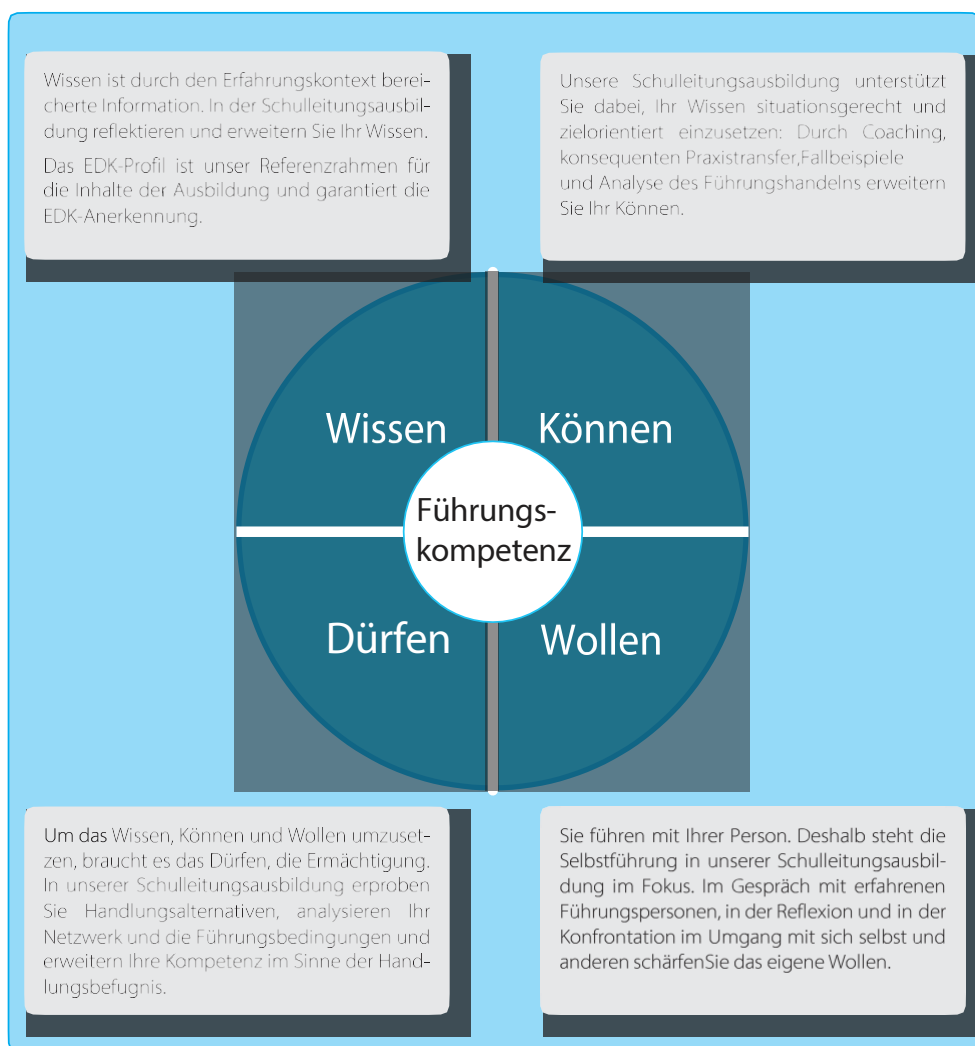 Wissen ist durch den Erfahrungskontext berei-
cherte Information. In der Schulleitungsausbil-
dung reflektieren und erweitern Sie Ihr Wissen.
Das EDK-Profil ist unser Referenzrahmen für
die Inhalte der Ausbildung und garantiert die
EDK-Anerkennung.
Unsere Schulleitungsausbildung unterstützt
Sie dabei, Ihr Wissen situationsgerecht und
zielorientiert einzusetzen: Durch Coaching,
konsequenten Praxistransfer,Fallbeispiele
und Analyse des Führungshandelns erweitern
Sie Ihr Können.
Wissen
Können
Führungs-
kompetenz
Dürfen
Wollen
Um das Wissen, Können und Wollen umzuset-
zen, braucht es das Dürfen, die Ermächtigung.
In unserer Schulleitungsausbildung erproben
Sie Handlungsalternativen, analysieren Ihr
Netzwerk und die Führungsbedingungen und
erweitern Ihre Kompetenz im Sinne der Hand-
lungsbefugnis.
Sie führen mit Ihrer Person. Deshalb steht die
Selbstführung in unserer Schulleitungsausbil-
dung im Fokus. Im Gespräch mit erfahrenen
Führungspersonen, in der Reflexion und in der
Konfrontation im Umgang mit sich selbst und
anderen schärfenSie das eigene Wollen.